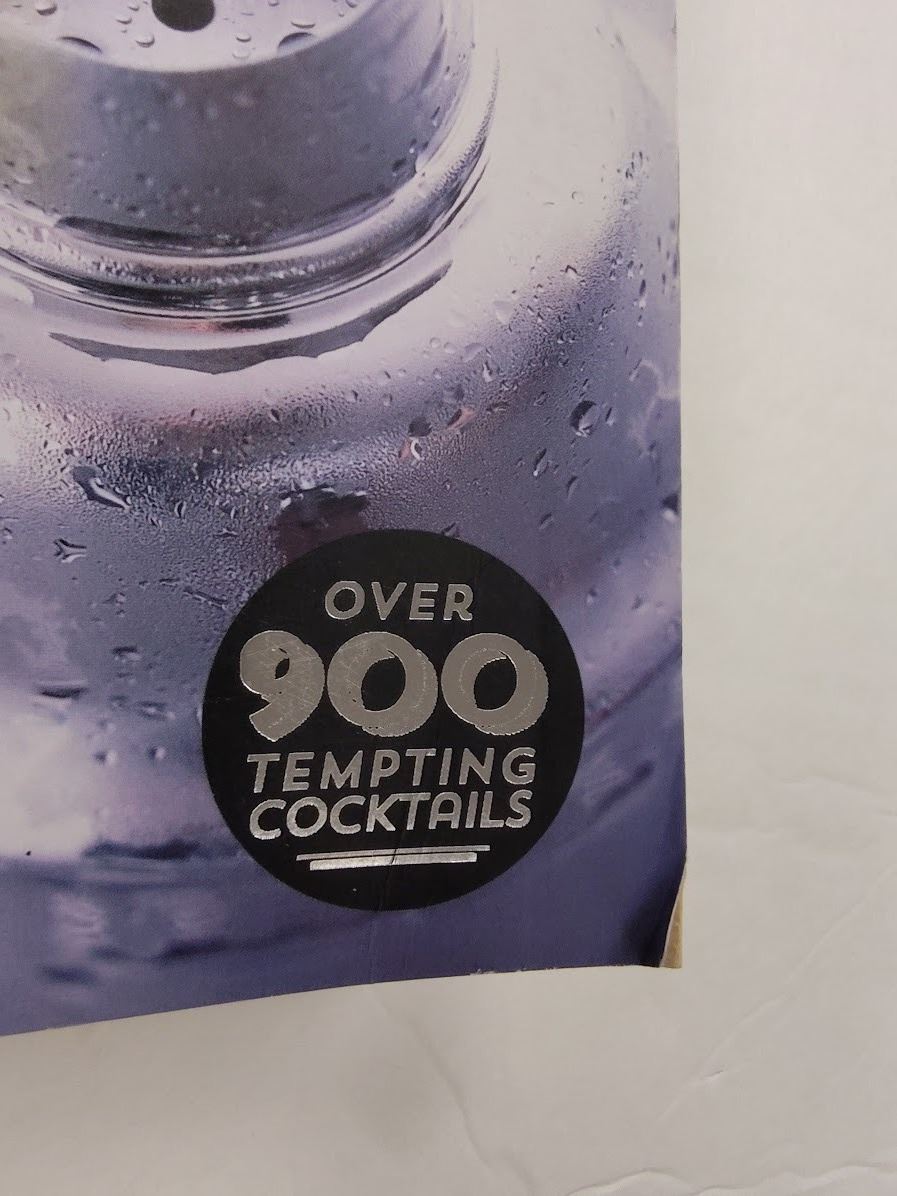 OVER
900
TEMPTING
COCKTAILS